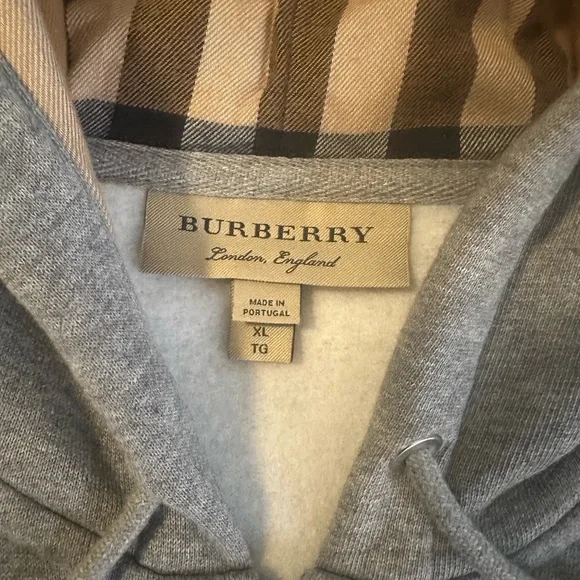 BURBERRY
London, England
MADE IN
PORTUGAL
XL
TG